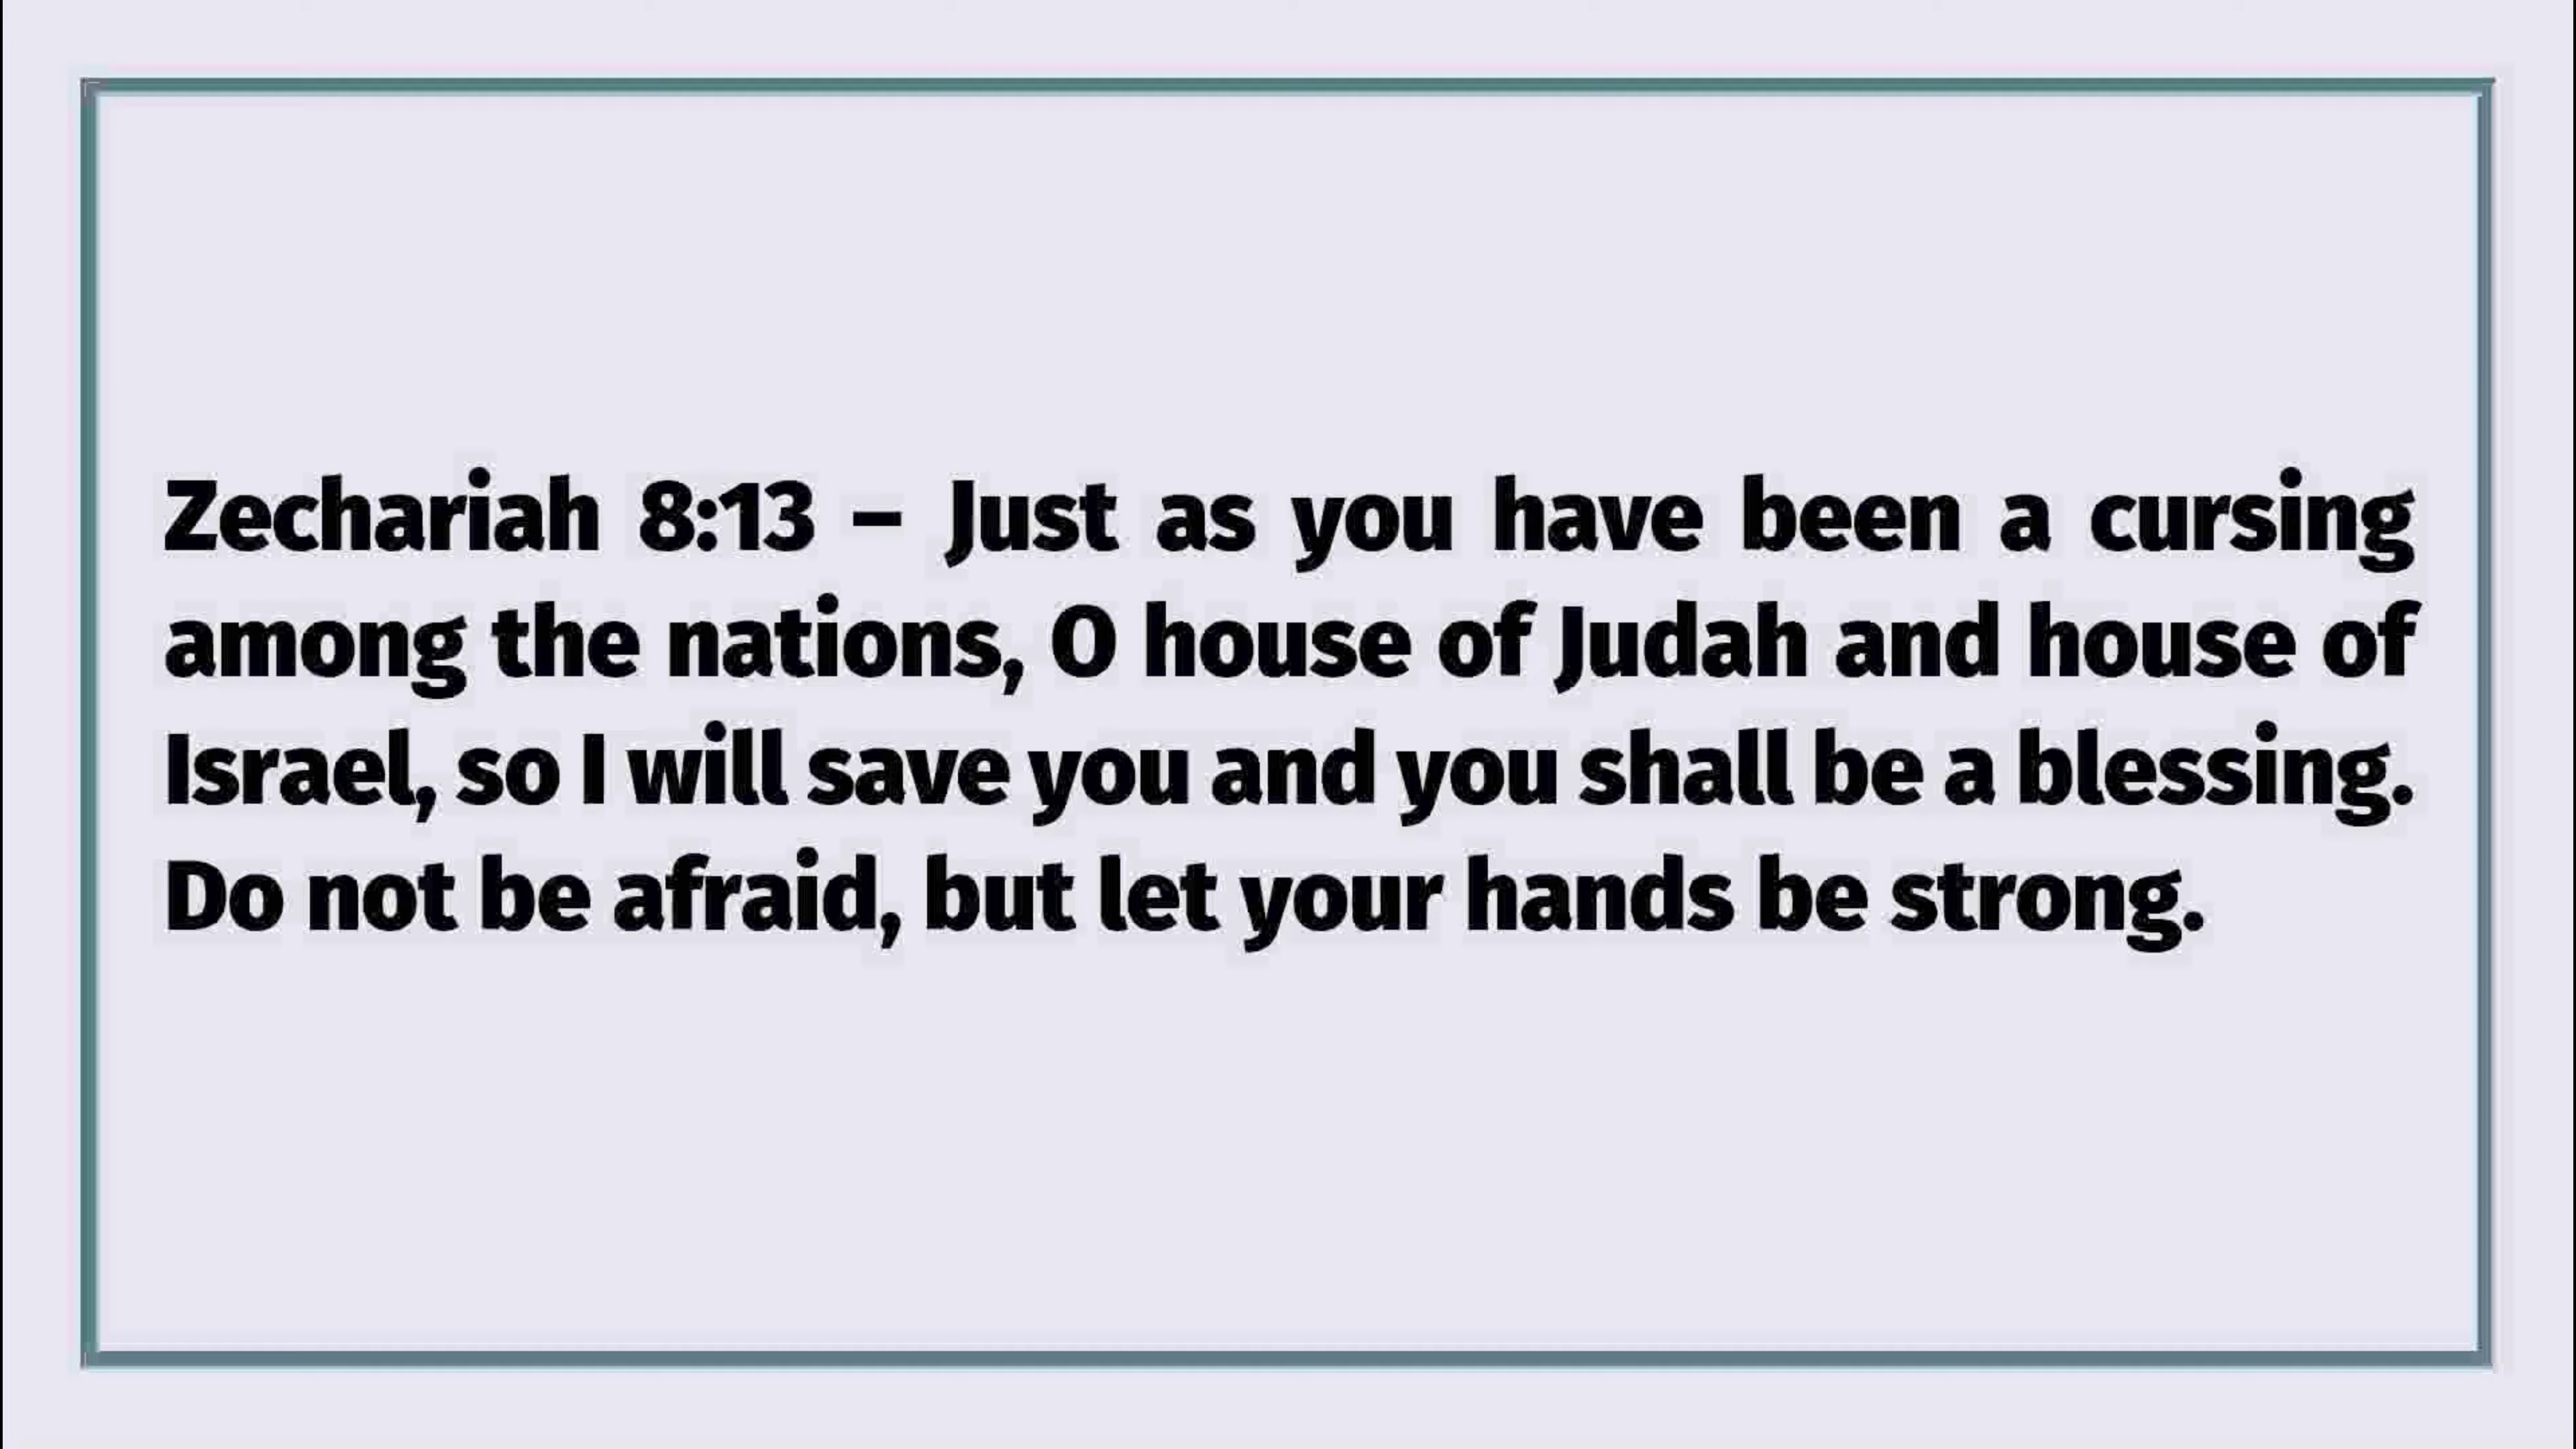 Zechariah 8:13 – Just as you have been a cursing
among the nations, O house of Judah and house of
Israel, so I will save you and you shall be a blessing.
Do not be afraid, but let your hands be strong.